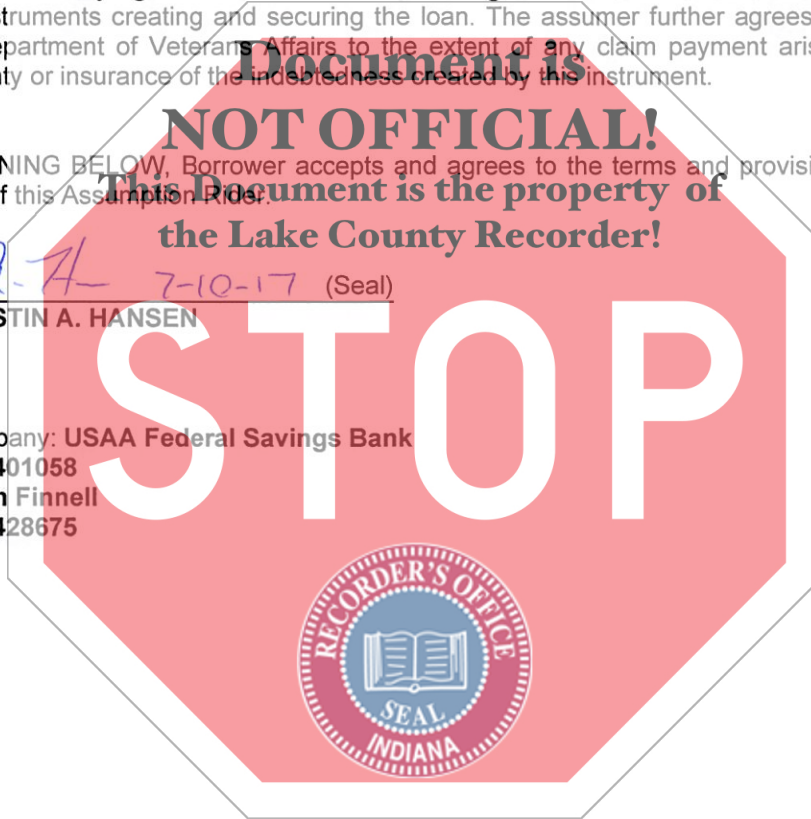 struments creating and securing the loan. The assumer further agrees
epartment of Veterans Affairs to the extent of any claim payment aris
nty or insurance of the indebtedness created by this instrument.
Document is
NOT OFFICIAL!
NING BELOW, Borrower accepts and agrees to the terms and provisi
f this Assumption Rider.
This Document is the property of
the Lake County Recorder!
7-10-17 (Seal)
STIN A. HANSEN
STOP
pany: USAA Federal Savings Bank
401058
n Finnell
428675
RECORDER'S OFFICE
SEAL
INDIANA